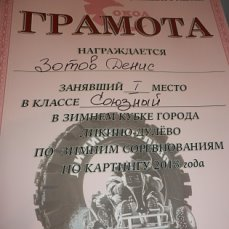 ГРАМОТА
НАГРАЖДАЕТСЯ
Зотов Денис
ЗАНЯВШИЙ I МЕСТО
В КЛАССЕ Союзный
В ЗИМНЕМ КУБКЕ ГОРОДА
ЛИКИНО-ДУЛЁВО
ПО ЗИМНИМ СОРЕВНОВАНИЯМ
ПО КАРТИНГУ года